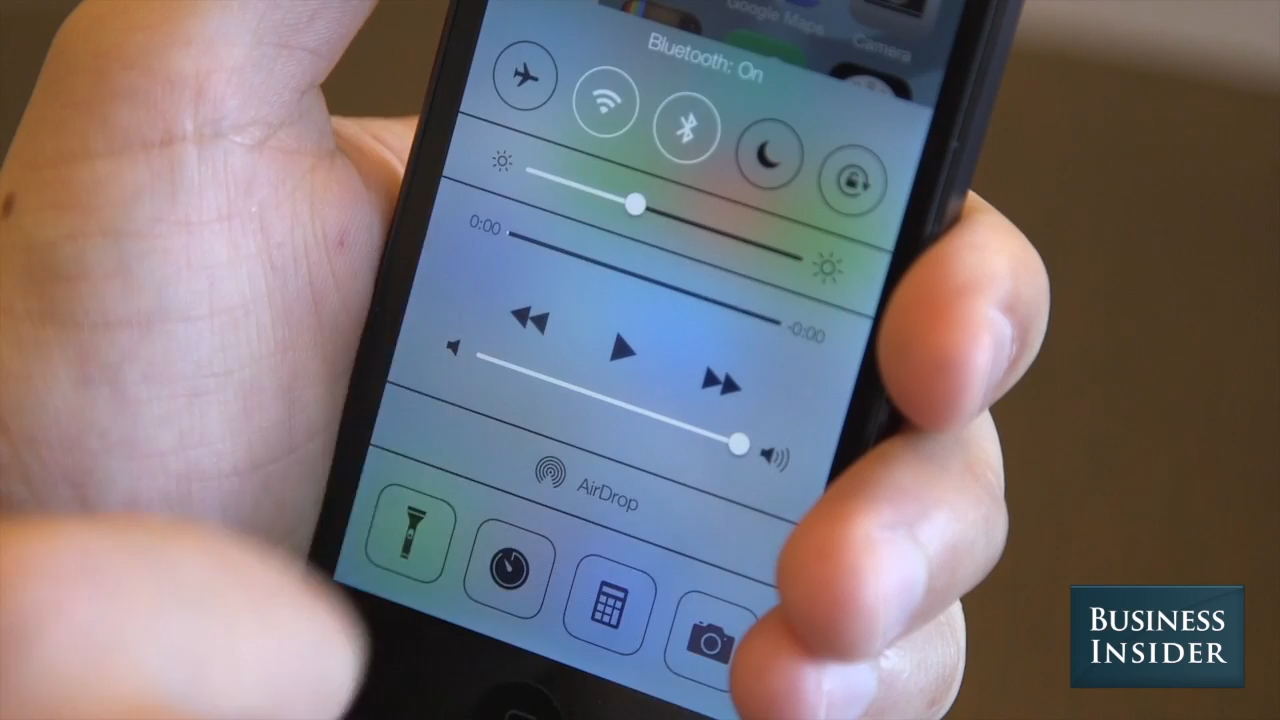 Google Maps
Camera
Bluetooth: On
0:00
-0:00
AirDrop
BUSINESS
INSIDER